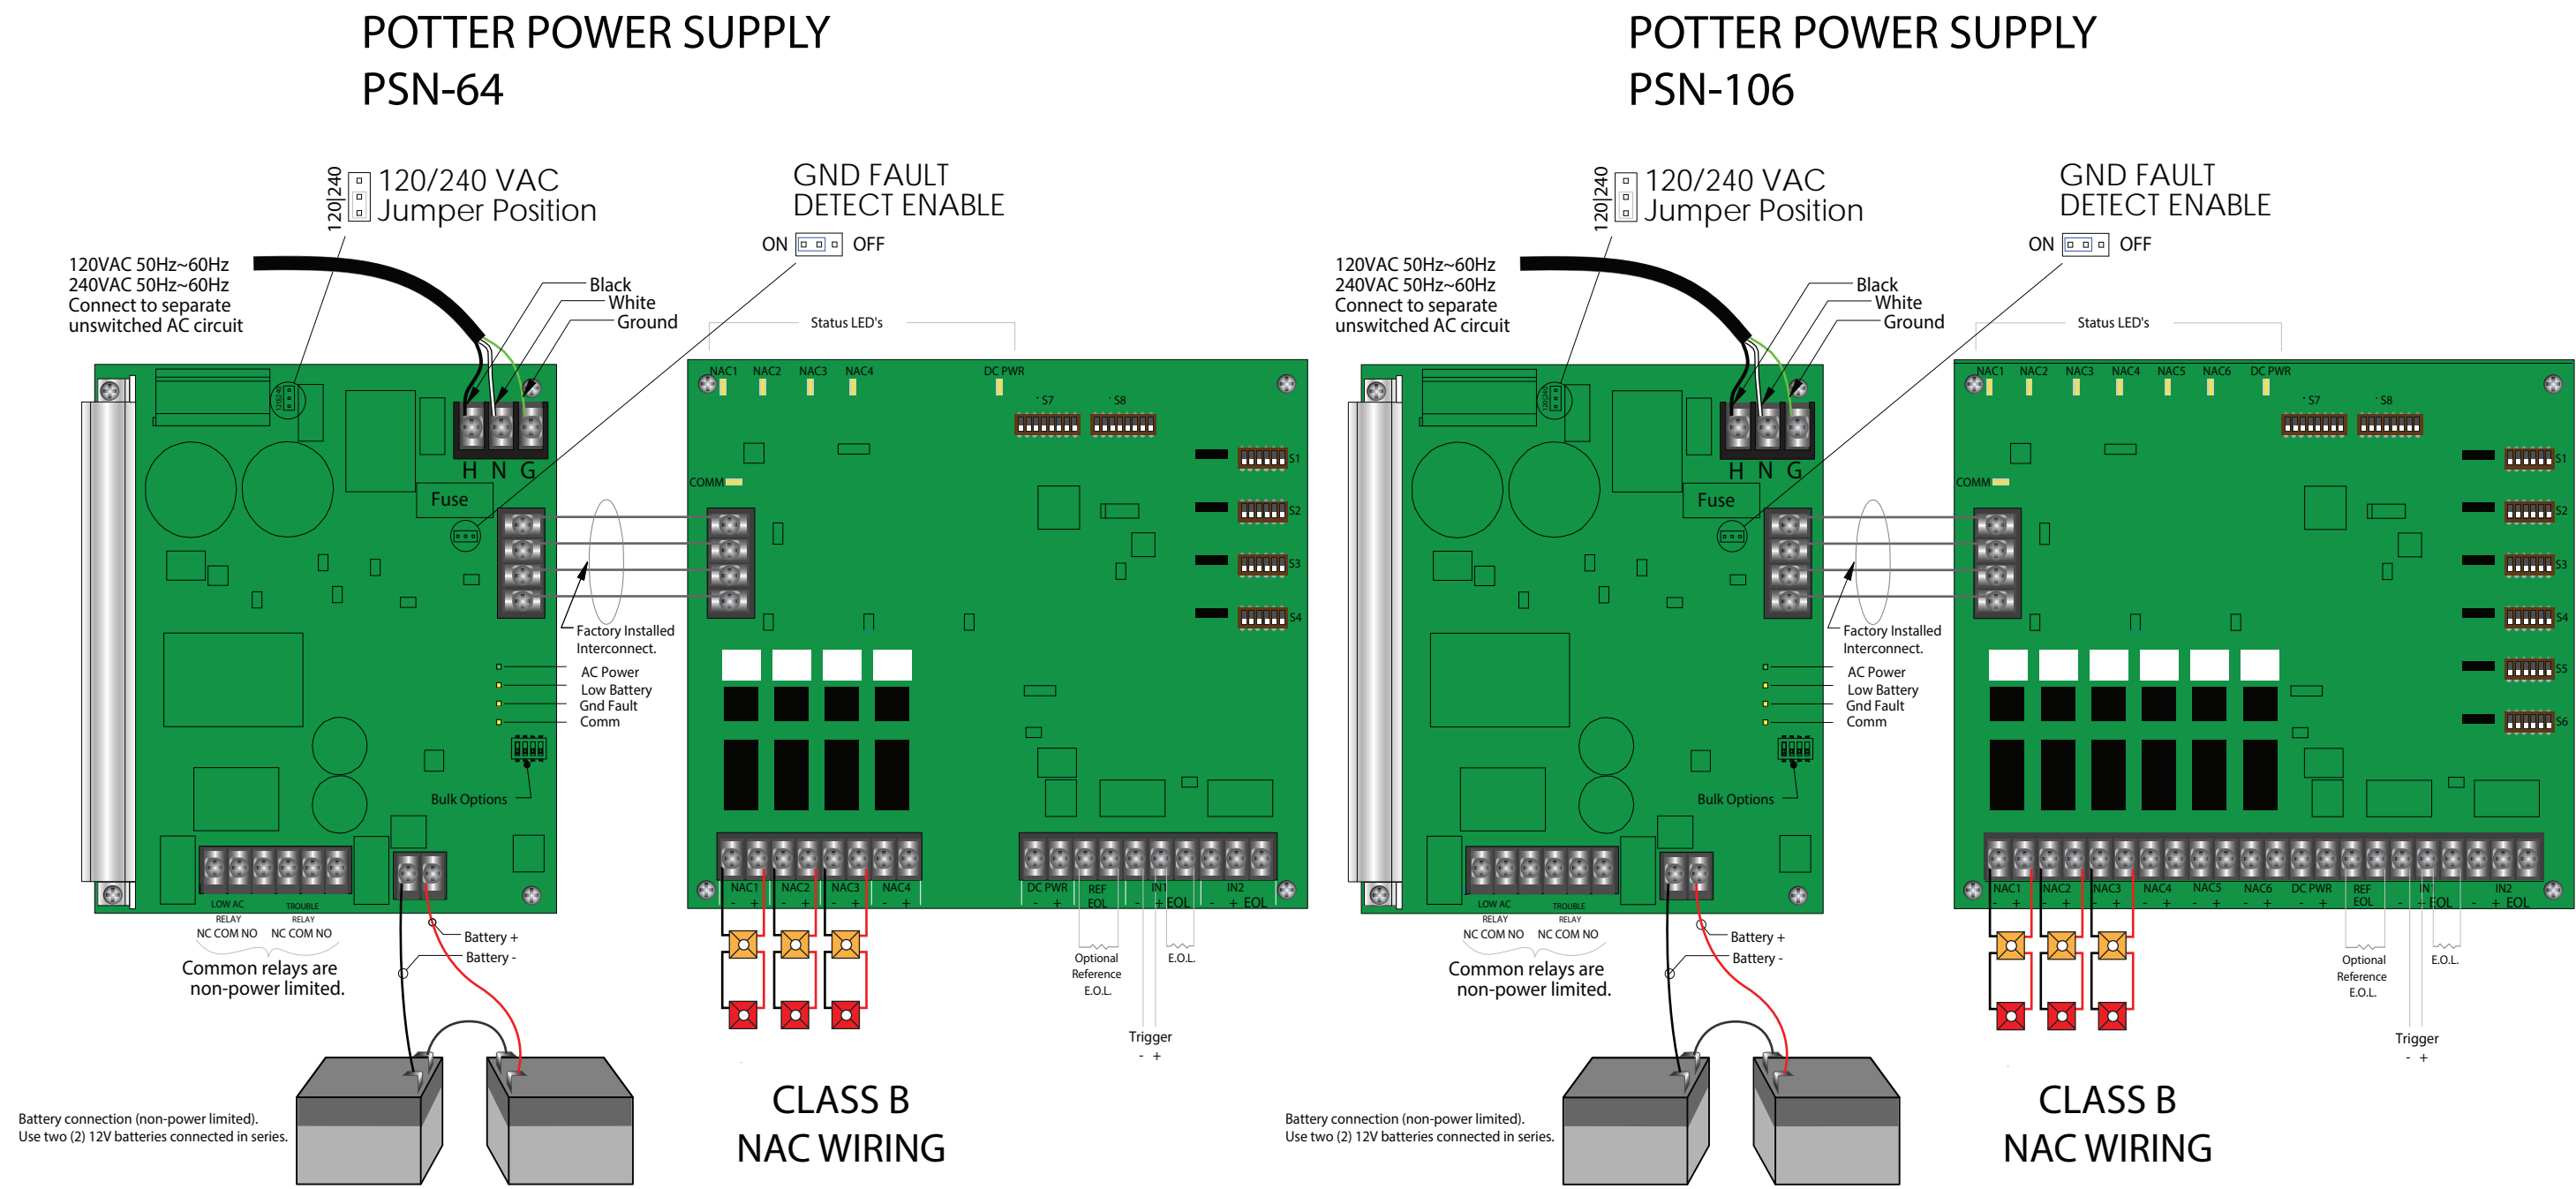 POTTER POWER SUPPLY
PSN-64
120|240
120/240 VAC
Jumper Position
GND FAULT
DETECT ENABLE
ON OFF
120VAC 50Hz~60Hz
240VAC 50Hz~60Hz
Connect to separate
unswitched AC circuit
Black
White
Ground
Status LED's
NAC1 NAC2 NAC3 NAC4 DC PWR
S7 S8
120|240
H N G
Fuse
COMM
S1
S2
S3
S4
Factory Installed
Interconnect.
AC Power
Low Battery
Gnd Fault
Comm
Bulk Options
LOW AC
RELAY
NC COM NO
TROUBLE
RELAY
NC COM NO
Common relays are
non-power limited.
Battery +
Battery -
NAC1 NAC2 NAC3 NAC4 DC PWR REF EOL IN1 IN2
- + - + - + - + - + - + EOL - + EOL
Optional
Reference
E.O.L.
E.O.L.
Trigger
- +
Battery connection (non-power limited).
Use two (2) 12V batteries connected in series.
CLASS B
NAC WIRING
POTTER POWER SUPPLY
PSN-106
120|240
120/240 VAC
Jumper Position
GND FAULT
DETECT ENABLE
ON OFF
120VAC 50Hz~60Hz
240VAC 50Hz~60Hz
Connect to separate
unswitched AC circuit
Black
White
Ground
Status LED's
NAC1 NAC2 NAC3 NAC4 NAC5 NAC6 DC PWR
S7 S8
120|240
H N G
Fuse
COMM
S1
S2
S3
S4
S5
S6
Factory Installed
Interconnect.
AC Power
Low Battery
Gnd Fault
Comm
Bulk Options
LOW AC
RELAY
NC COM NO
TROUBLE
RELAY
NC COM NO
Common relays are
non-power limited.
Battery +
Battery -
NAC1 NAC2 NAC3 NAC4 NAC5 NAC6 DC PWR REF EOL IN1 IN2
- + - + - + - + - + - + - + - + EOL - + EOL
Optional
Reference
E.O.L.
E.O.L.
Trigger
- +
Battery connection (non-power limited).
Use two (2) 12V batteries connected in series.
CLASS B
NAC WIRING